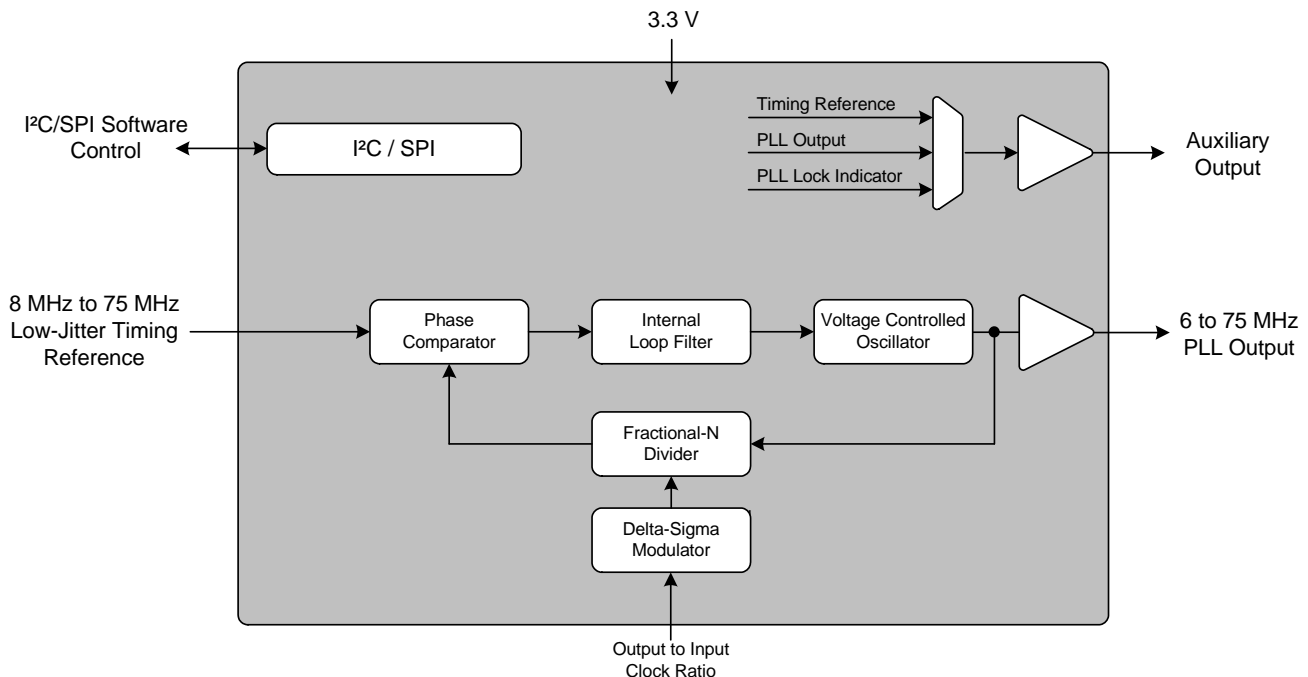 3.3 V
I²C/SPI Software
Control
I²C / SPI
Timing Reference
PLL Output
PLL Lock Indicator
Auxiliary
Output
8 MHz to 75 MHz
Low-Jitter Timing
Reference
Phase
Comparator
Internal
Loop Filter
Voltage Controlled
Oscillator
6 to 75 MHz
PLL Output
Fractional-N
Divider
Delta-Sigma
Modulator
Output to Input
Clock Ratio